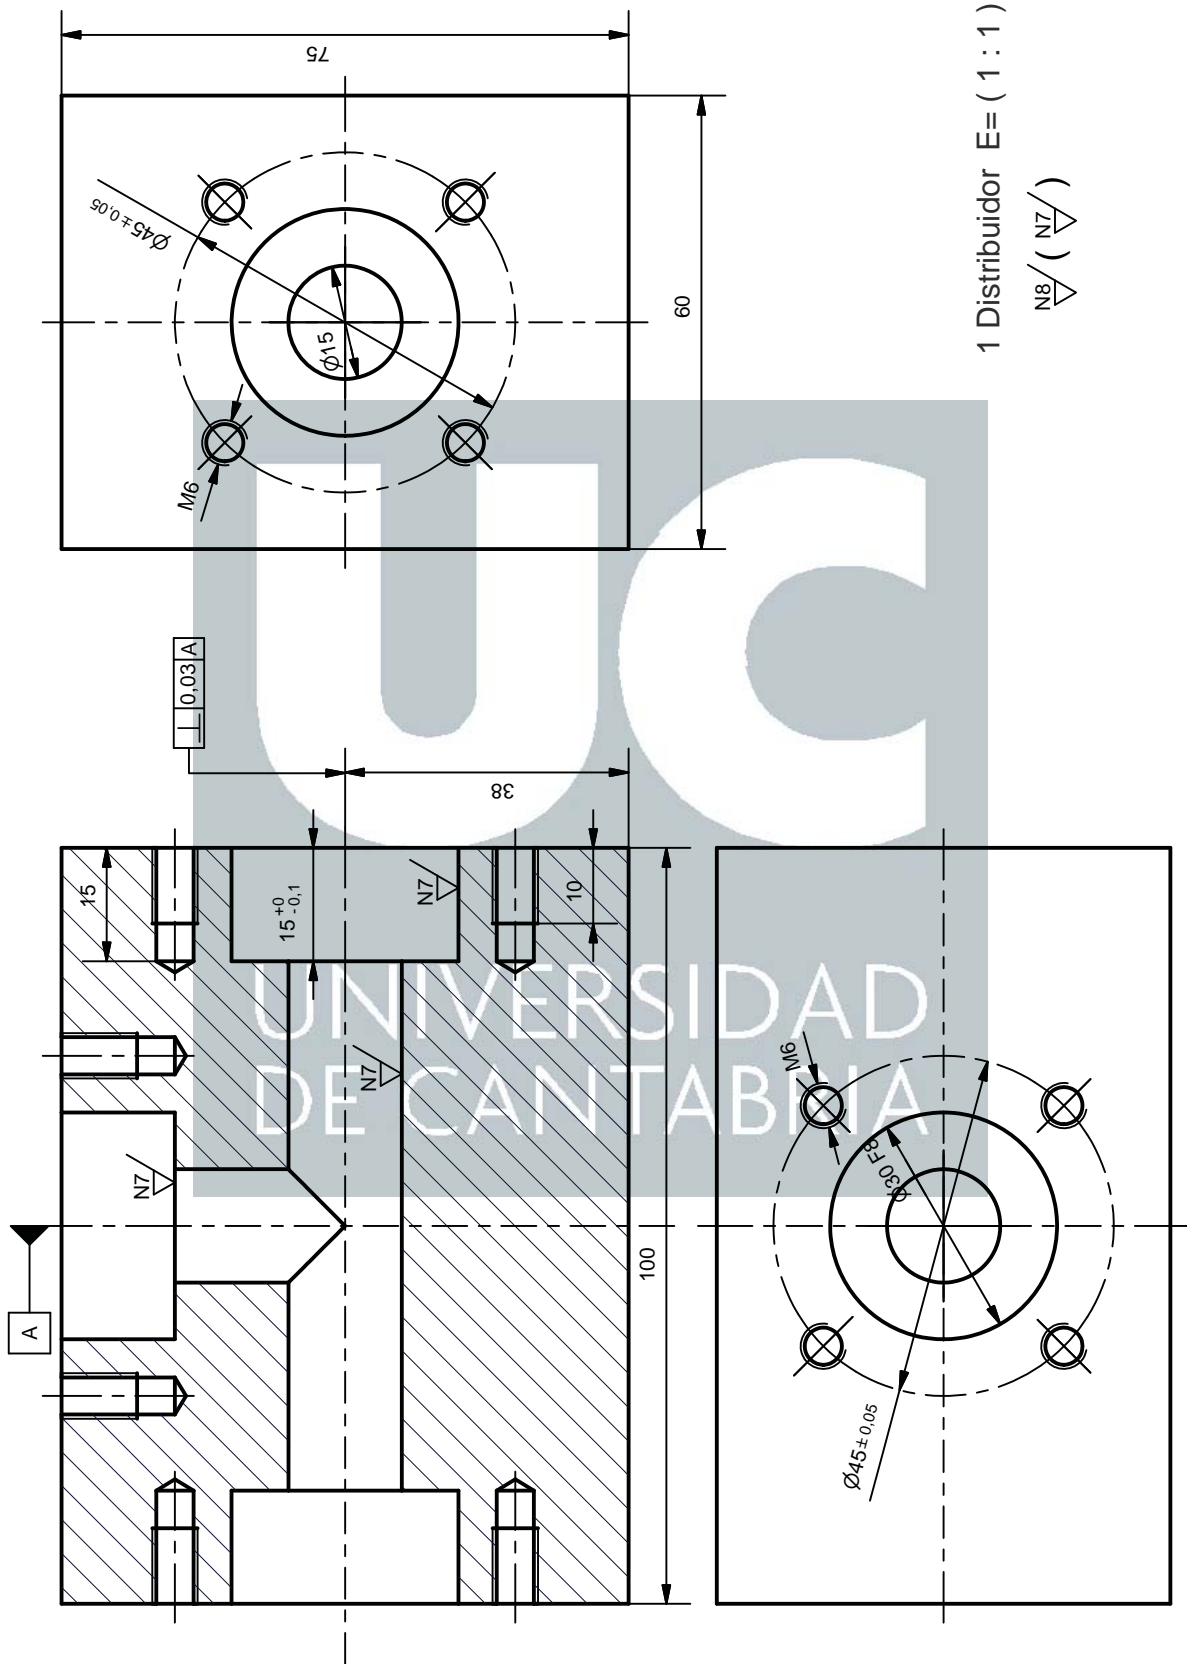 75
Ø45±0,05
Ø15
M6
60
1 Distribuidor E= ( 1 : 1 )
N8 ( N7 )
⊥ 0,03 A
38
15
15 +0 -0,1
N7
10
N7
N7
A
100
M6
Ø30 F8
Ø45±0,05
UC
UNIVERSIDAD
DE CANTABRIA